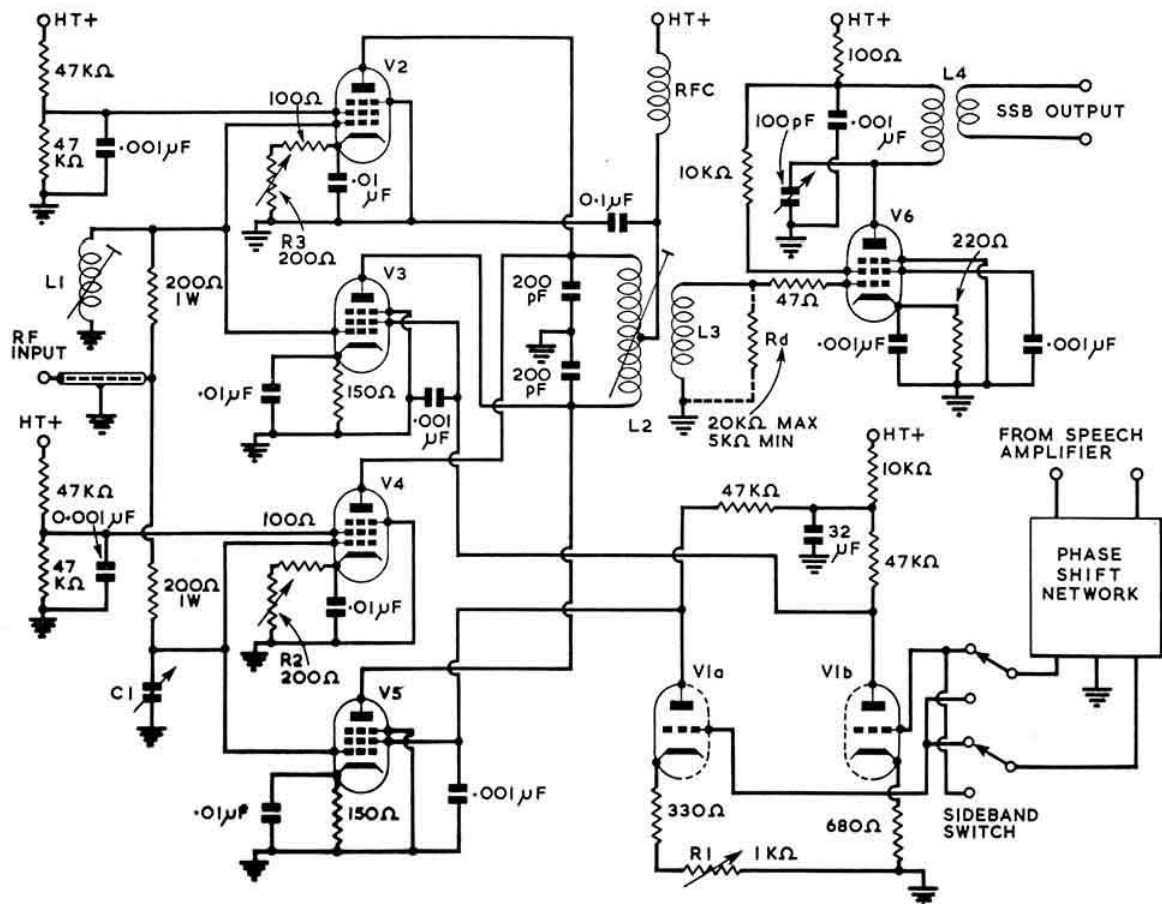 HT+
47KΩ
47
KΩ
.001µF
100Ω
V2
.01
µF
R3
200Ω
HT+
RFC
0.1µF
HT+
100Ω
L4
SSB OUTPUT
100pF
.001
µF
10KΩ
V6
220Ω
47Ω
.001µF
.001µF
L1
200Ω
1W
RF
INPUT
V3
.01µF
150Ω
.001
µF
200
pF
200
pF
L2
L3
Rd
20KΩ MAX
5KΩ MIN
HT+
47KΩ
0.001µF
47
KΩ
200Ω
1W
100Ω
V4
.01µF
R2
200Ω
C1
V5
.01µF
150Ω
.001µF
HT+
10KΩ
47KΩ
32
µF
47KΩ
V1a
V1b
330Ω
680Ω
R1
1KΩ
FROM SPEECH
AMPLIFIER
PHASE
SHIFT
NETWORK
SIDEBAND
SWITCH